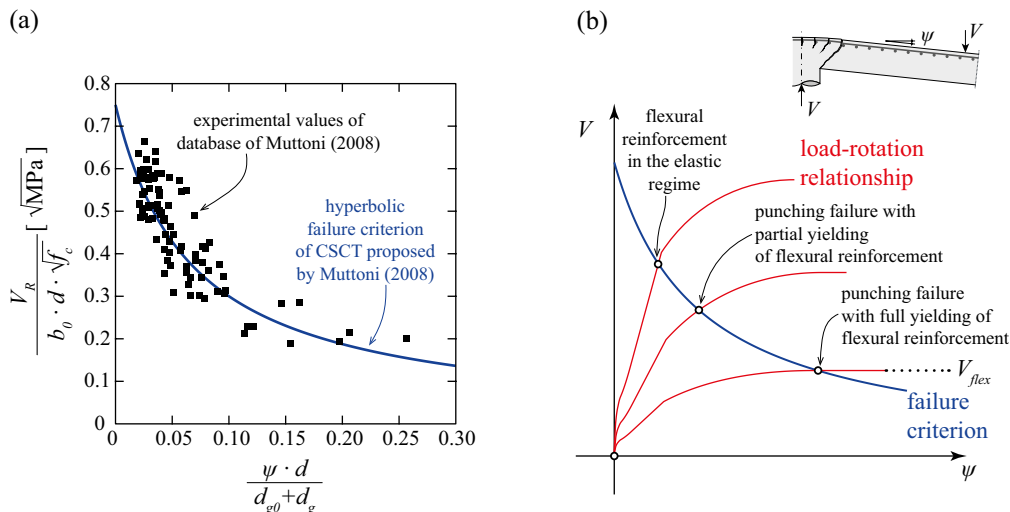 (a)
0.8
0.7
0.6
0.5
0.4
0.3
0.2
0.1
0
0
0.05
0.10
0.15
0.20
0.25
0.30
V_R / b_0 · d · √f_c [√MPa]
ψ · d / d_g0 + d_g
experimental values of
database of Muttoni (2008)
hyperbolic
failure criterion
of CSCT proposed
by Muttoni (2008)
(b)
ψ
V
V
V
flexural
reinforcement
in the elastic
regime
load-rotation
relationship
punching failure with
partial yielding
of flexural reinforcement
punching failure
with full yielding of
flexural reinforcement
V_flex
failure
criterion
ψ